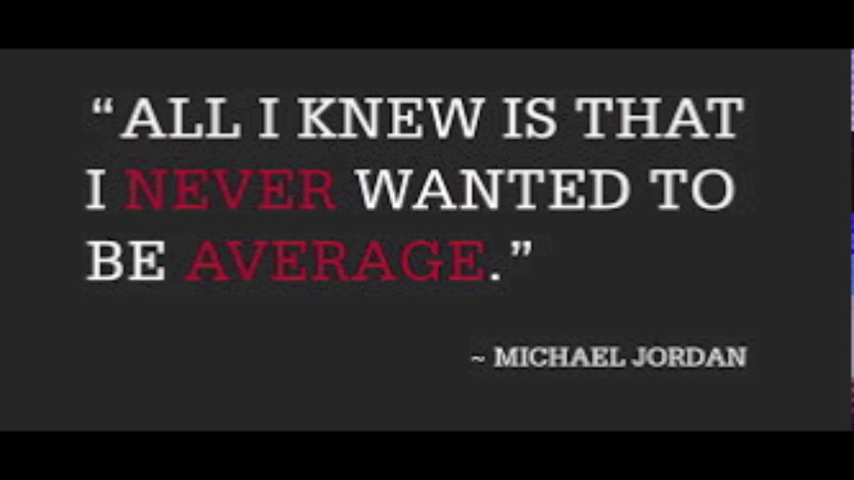 “ALL I KNEW IS THAT
I NEVER WANTED TO
BE AVERAGE.”
~ MICHAEL JORDAN